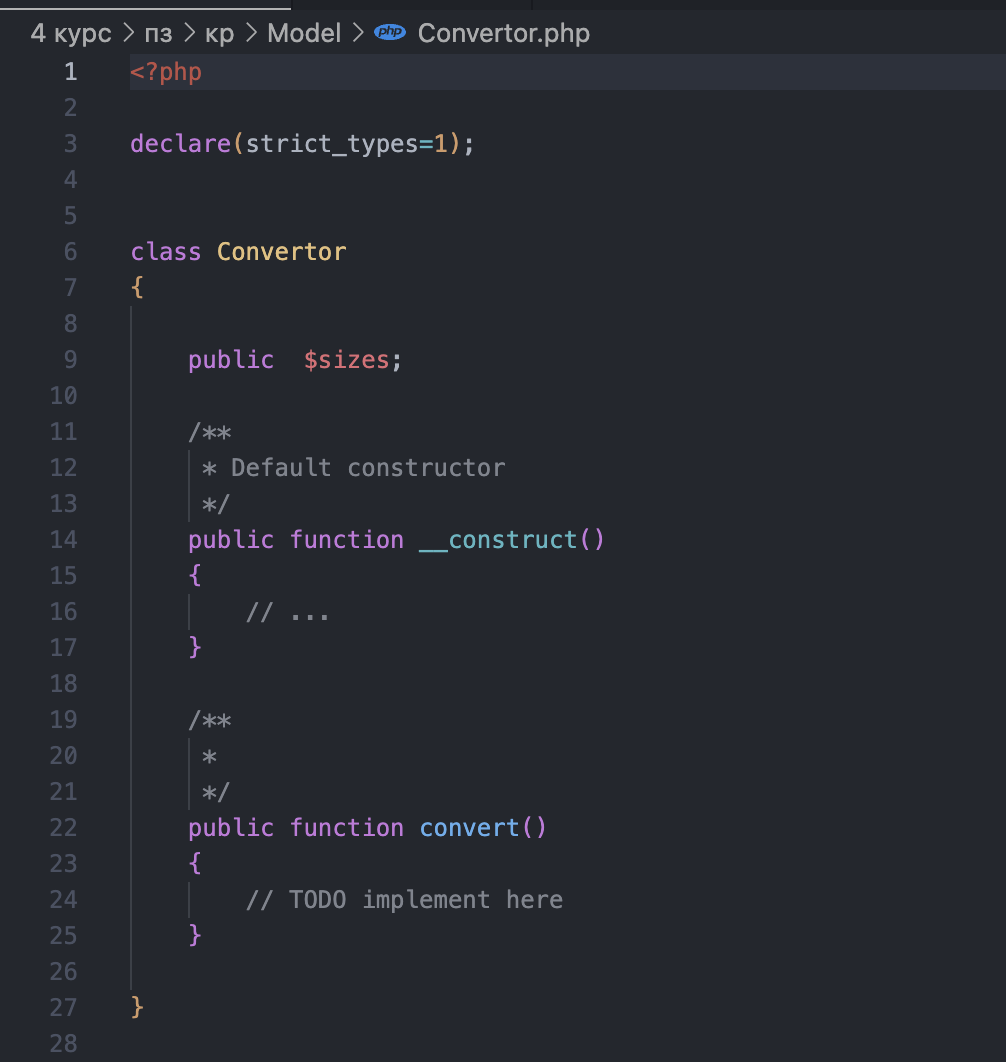 4 курс > пз > кр > Model > php Convertor.php
1 <?php
2
3 declare(strict_types=1);
4
5
6 class Convertor
7 {
8
9     public  $sizes;
10
11     /**
12      * Default constructor
13      */
14     public function __construct()
15     {
16         // ...
17     }
18
19     /**
20      *
21      */
22     public function convert()
23     {
24         // TODO implement here
25     }
26
27 }
28